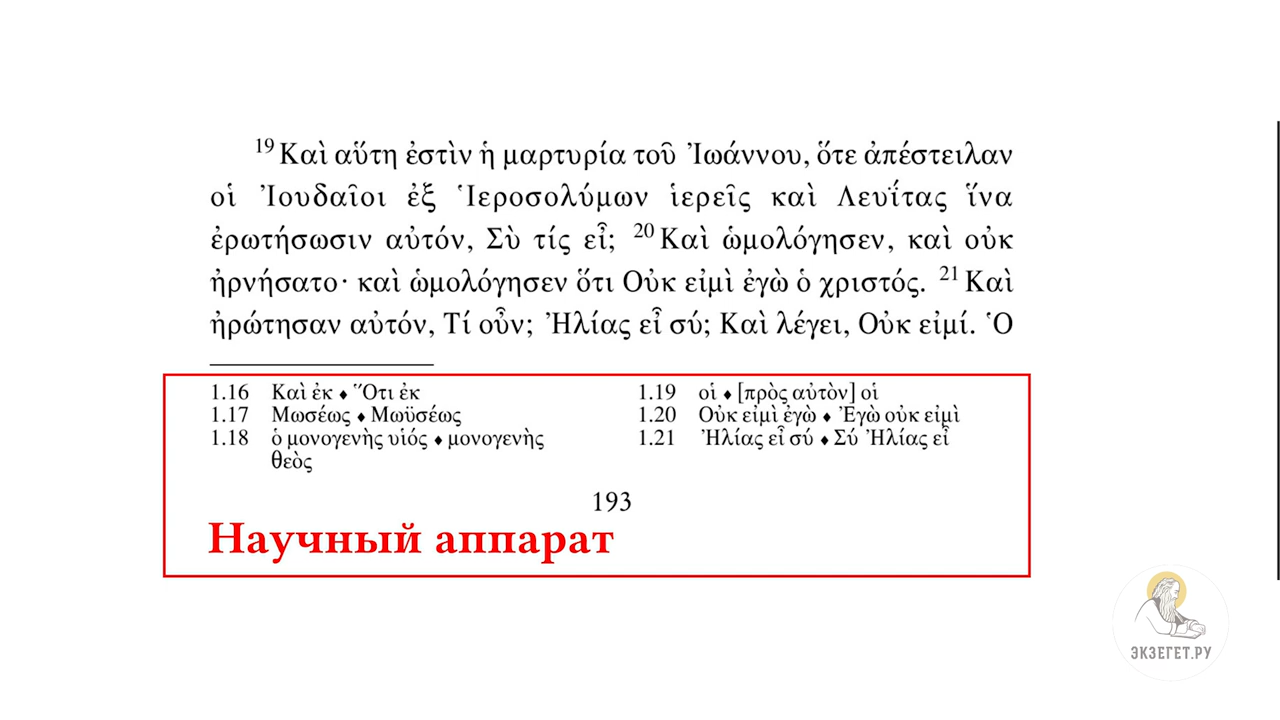 ¹⁹ Καὶ αὕτη ἐστὶν ἡ μαρτυρία τοῦ Ἰωάννου, ὅτε ἀπέστειλαν
οἱ Ἰουδαῖοι ἐξ Ἱεροσολύμων ἱερεῖς καὶ Λευΐτας ἵνα
ἐρωτήσωσιν αὐτόν, Σὺ τίς εἶ; ²⁰ Καὶ ὡμολόγησεν, καὶ οὐκ
ἠρνήσατο· καὶ ὡμολόγησεν ὅτι Οὐκ εἰμὶ ἐγὼ ὁ χριστός. ²¹ Καὶ
ἠρώτησαν αὐτόν, Τί οὖν; Ἠλίας εἶ σύ; Καὶ λέγει, Οὐκ εἰμί. Ὁ
1.16 Καὶ ἐκ ♦ Ὅτι ἐκ
1.17 Μωσέως ♦ Μωϋσέως
1.18 ὁ μονογενὴς υἱός ♦ μονογενὴς
θεὸς
1.19 οἱ ♦ [πρὸς αὐτὸν] οἱ
1.20 Οὐκ εἰμὶ ἐγὼ ♦ Ἐγὼ οὐκ εἰμὶ
1.21 Ἠλίας εἶ σύ ♦ Σύ Ἠλίας εἶ
193
Научный аппарат
ЭКЗЕГЕТ.РУ